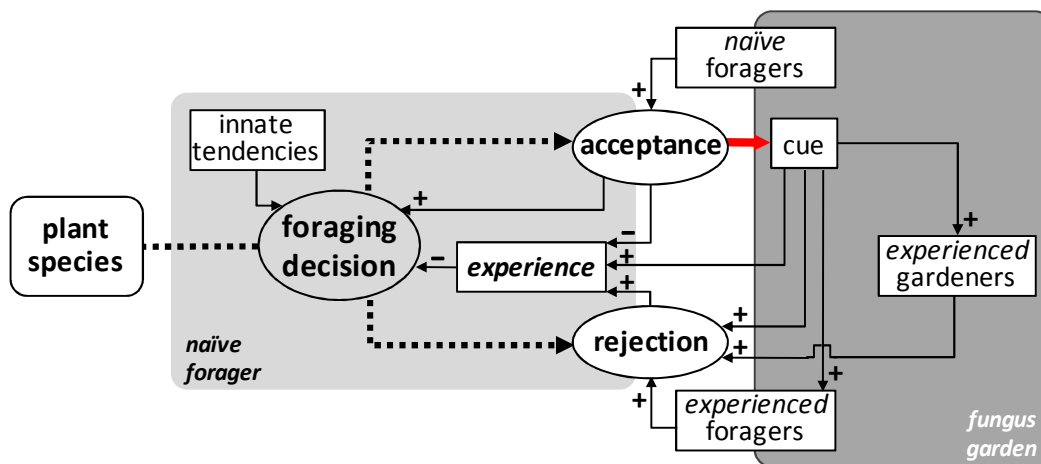 naïve
foragers
innate
tendencies
+
acceptance
cue
+
plant
species
foraging
decision
+
–
experience
–
+
+
experienced
gardeners
rejection
+
+
naïve
forager
+
experienced
foragers
+
fungus
garden